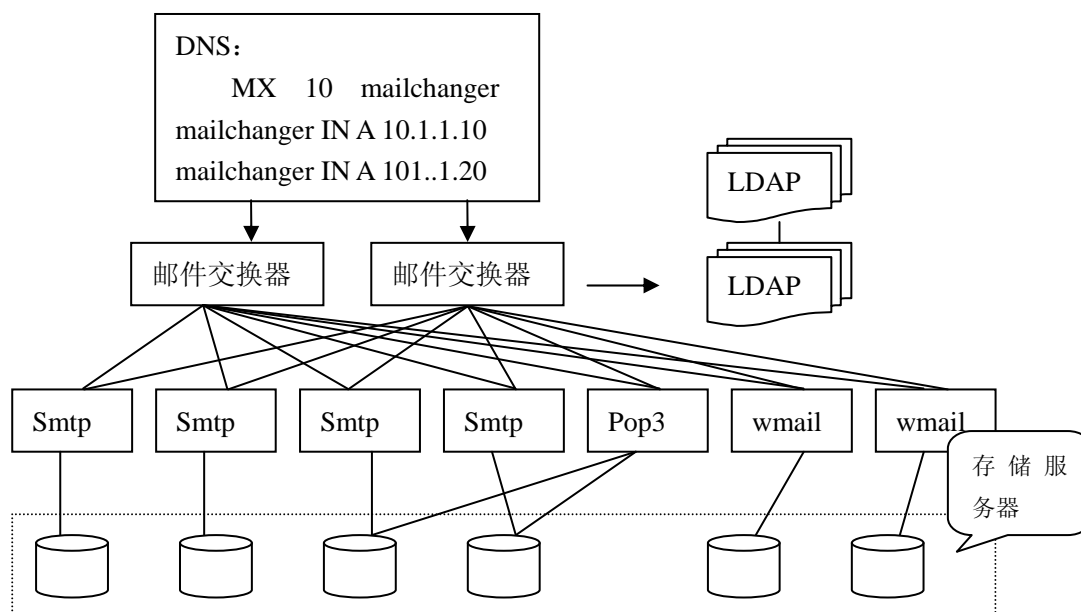 DNS：
MX 10 mailchanger
mailchanger IN A 10.1.1.10
mailchanger IN A 101..1.20
LDAP
LDAP
邮件交换器
邮件交换器
Smtp
Smtp
Smtp
Smtp
Pop3
wmail
wmail
存储服
务器